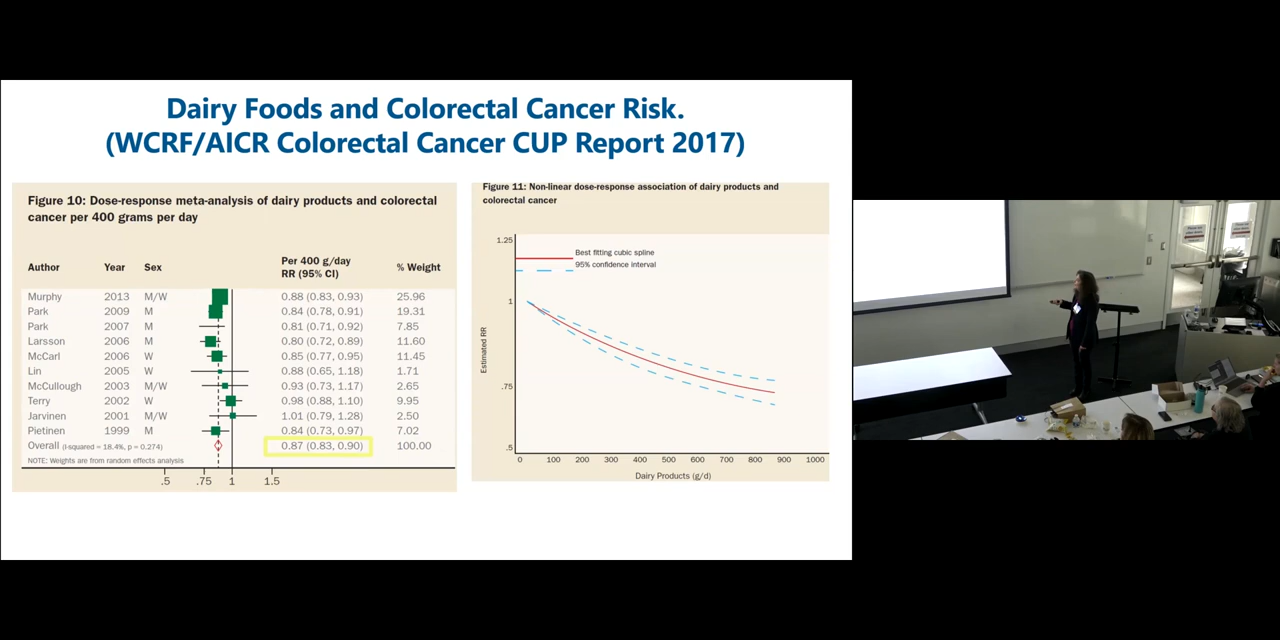 Dairy Foods and Colorectal Cancer Risk.
(WCRF/AICR Colorectal Cancer CUP Report 2017)
Figure 10: Dose-response meta-analysis of dairy products and colorectal
cancer per 400 grams per day
Author Year Sex Per 400 g/day RR (95% CI) % Weight
Murphy 2013 M/W 0.88 (0.83, 0.93) 25.96
Park 2009 M 0.84 (0.78, 0.91) 19.31
Park 2007 M 0.81 (0.71, 0.92) 7.85
Larsson 2006 M 0.80 (0.72, 0.89) 11.60
McCarl 2006 W 0.85 (0.77, 0.95) 11.45
Lin 2005 W 0.88 (0.65, 1.18) 1.71
McCullough 2003 M/W 0.93 (0.73, 1.17) 2.65
Terry 2002 W 0.98 (0.88, 1.10) 9.95
Jarvinen 2001 M/W 1.01 (0.79, 1.28) 2.50
Pietinen 1999 M 0.84 (0.73, 0.97) 7.02
Overall (I-squared = 18.4%, p = 0.274) 0.87 (0.83, 0.90) 100.00
NOTE: Weights are from random effects analysis
.5 .75 1 1.5
Figure 11: Non-linear dose-response association of dairy products and
colorectal cancer
1.25
Best fitting cubic spline
95% confidence interval
1
Estimated RR
.75
.5
0 100 200 300 400 500 600 700 800 900 1000
Dairy Products (g/d)